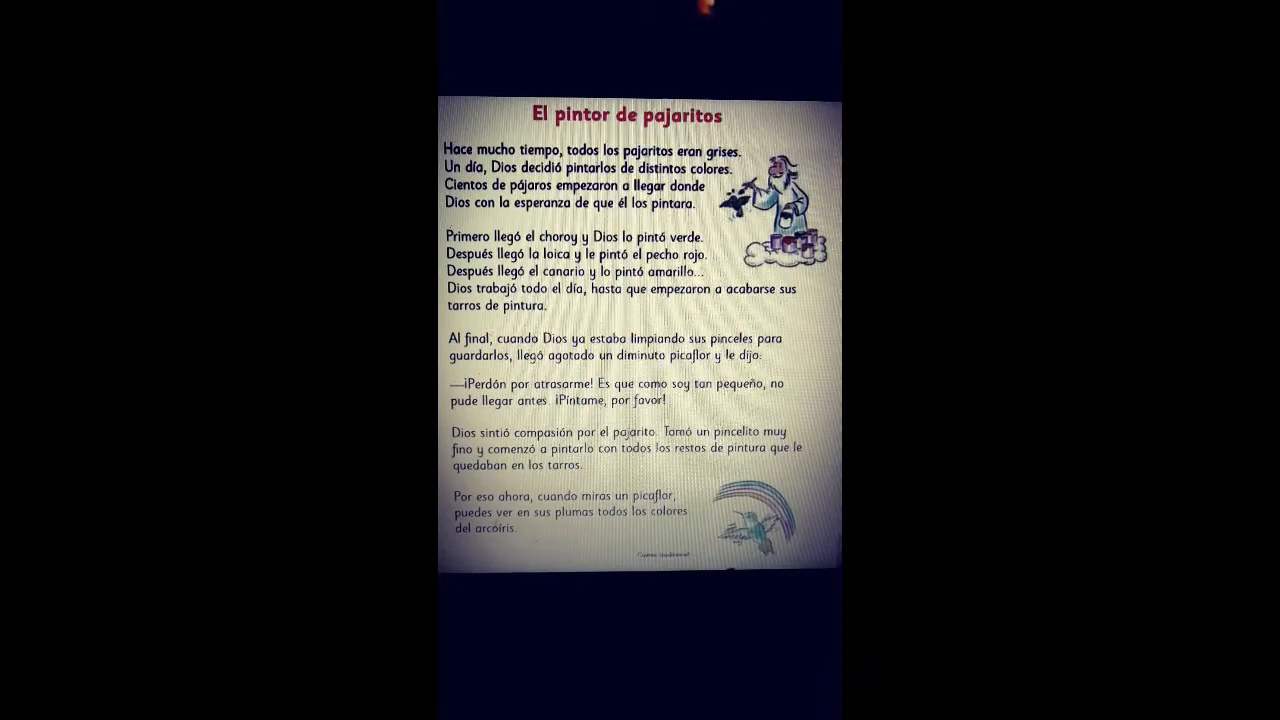 El pintor de pajaritos
Hace mucho tiempo, todos los pajaritos eran grises.
Un día, Dios decidió pintarlos de distintos colores.
Cientos de pájaros empezaron a llegar donde
Dios con la esperanza de que él los pintara.
Primero llegó el choroy y Dios lo pintó verde.
Después llegó la loica y le pintó el pecho rojo.
Después llegó el canario y lo pintó amarillo...
Dios trabajó todo el día, hasta que empezaron a acabarse sus
tarros de pintura.
Al final, cuando Dios ya estaba limpiando sus pinceles para
guardarlos, llegó agotado un diminuto picaflor y le dijo:
—¡Perdón por atrasarme! Es que como soy tan pequeño, no
pude llegar antes. ¡Píntame, por favor!
Dios sintió compasión por el pajarito. Tomó un pincelito muy
fino y comenzó a pintarlo con todos los restos de pintura que le
quedaban en los tarros.
Por eso ahora, cuando miras un picaflor,
puedes ver en sus plumas todos los colores
del arcoíris.